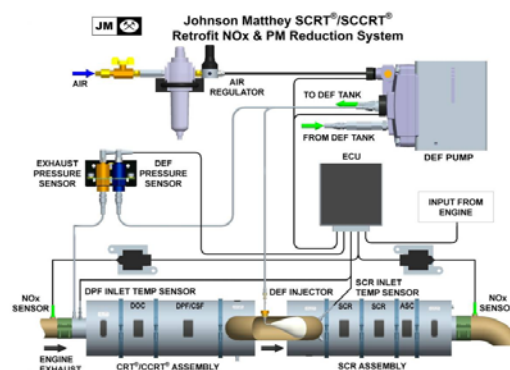 JM
Johnson Matthey SCRT®/SCCRT®
Retrofit NOx & PM Reduction System
AIR
AIR
REGULATOR
TO DEF TANK
FROM DEF TANK
DEF PUMP
EXHAUST
PRESSURE
SENSOR
DEF
PRESSURE
SENSOR
ECU
INPUT FROM
ENGINE
NOx
SENSOR
DPF INLET TEMP SENSOR
DEF INJECTOR
SCR INLET
TEMP SENSOR
NOx
SENSOR
DOC
DPF/CSF
SCR
SCR
ASC
ENGINE
EXHAUST
CRT®/CCRT® ASSEMBLY
SCR ASSEMBLY